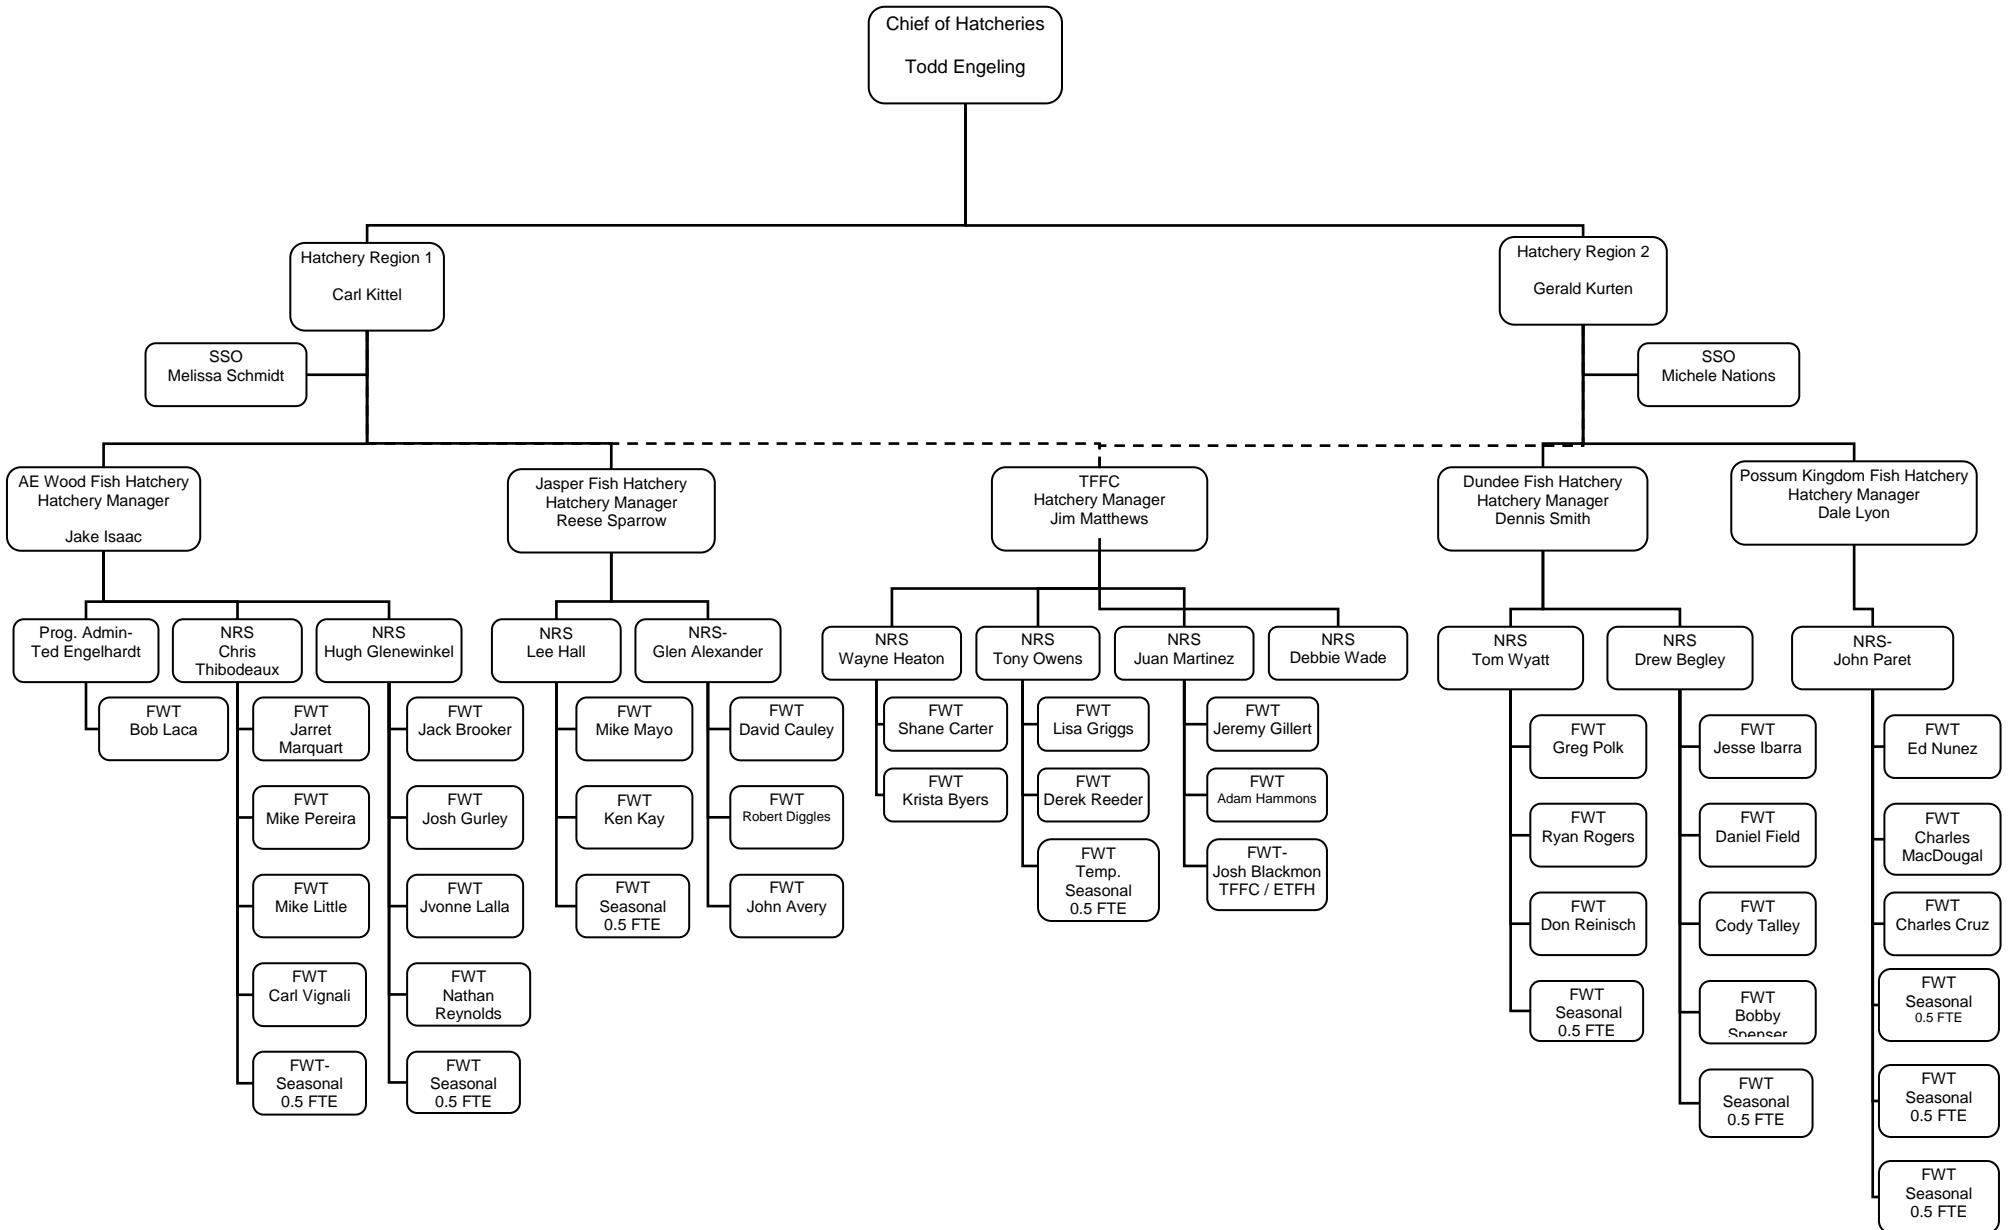 Chief of Hatcheries
Todd Engeling
Hatchery Region 1
Carl Kittel
Hatchery Region 2
Gerald Kurten
SSO
Melissa Schmidt
SSO
Michele Nations
AE Wood Fish Hatchery
Hatchery Manager
Jake Isaac
Jasper Fish Hatchery
Hatchery Manager
Reese Sparrow
TFFC
Hatchery Manager
Jim Matthews
Dundee Fish Hatchery
Hatchery Manager
Dennis Smith
Possum Kingdom Fish Hatchery
Hatchery Manager
Dale Lyon
Prog. Admin-
Ted Engelhardt
NRS
Chris
Thibodeaux
NRS
Hugh Glenewinkel
NRS
Lee Hall
NRS-
Glen Alexander
NRS
Wayne Heaton
NRS
Tony Owens
NRS
Juan Martinez
NRS
Debbie Wade
NRS
Tom Wyatt
NRS
Drew Begley
NRS-
John Paret
FWT
Bob Laca
FWT
Jarret
Marquart
FWT
Mike Pereira
FWT
Mike Little
FWT
Carl Vignali
FWT-
Seasonal
0.5 FTE
FWT
Jack Brooker
FWT
Josh Gurley
FWT
Jvonne Lalla
FWT
Nathan
Reynolds
FWT
Seasonal
0.5 FTE
FWT
Mike Mayo
FWT
Ken Kay
FWT
Seasonal
0.5 FTE
FWT
David Cauley
FWT
Robert Diggles
FWT
John Avery
FWT
Shane Carter
FWT
Krista Byers
FWT
Lisa Griggs
FWT
Derek Reeder
FWT
Temp.
Seasonal
0.5 FTE
FWT
Jeremy Gillert
FWT
Adam Hammons
FWT-
Josh Blackmon
TFFC / ETFH
FWT
Greg Polk
FWT
Ryan Rogers
FWT
Don Reinisch
FWT
Seasonal
0.5 FTE
FWT
Jesse Ibarra
FWT
Daniel Field
FWT
Cody Talley
FWT
Bobby
Spenser
FWT
Seasonal
0.5 FTE
FWT
Ed Nunez
FWT
Charles
MacDougal
FWT
Charles Cruz
FWT
Seasonal
0.5 FTE
FWT
Seasonal
0.5 FTE
FWT
Seasonal
0.5 FTE